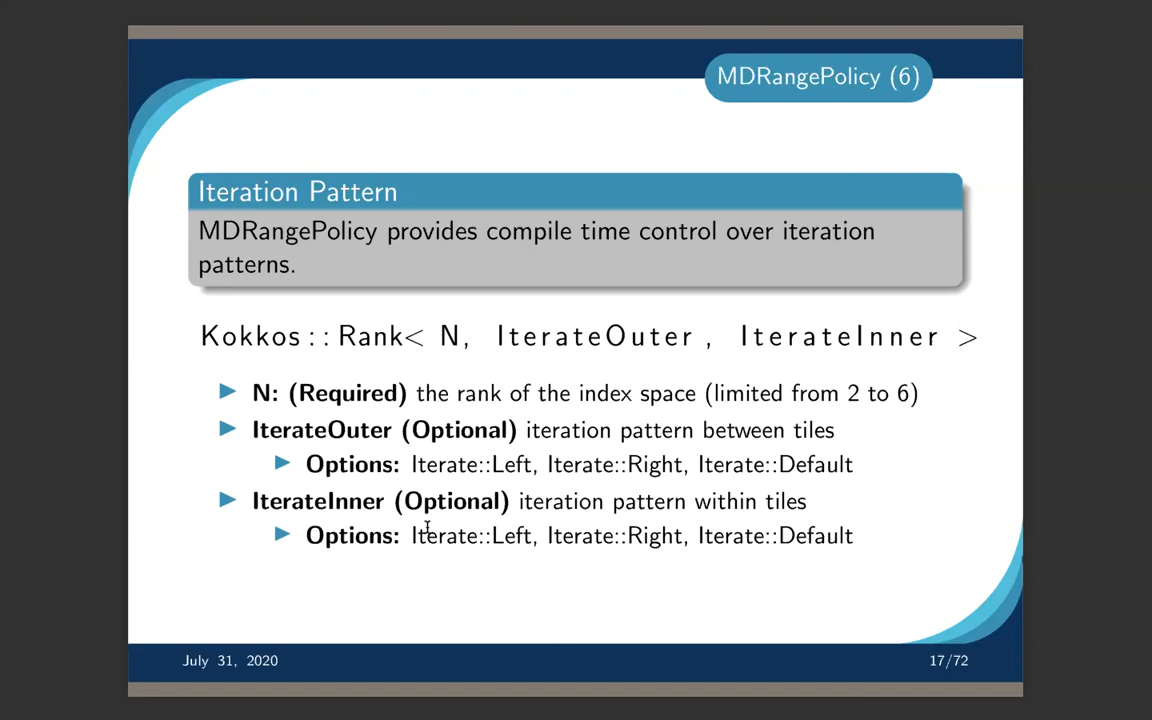 MDRangePolicy (6)
Iteration Pattern
MDRangePolicy provides compile time control over iteration
patterns.
Kokkos::Rank< N, IterateOuter, IterateInner >
N: (Required) the rank of the index space (limited from 2 to 6)
IterateOuter (Optional) iteration pattern between tiles
Options: Iterate::Left, Iterate::Right, Iterate::Default
IterateInner (Optional) iteration pattern within tiles
Options: Iterate::Left, Iterate::Right, Iterate::Default
July 31, 2020
17/72